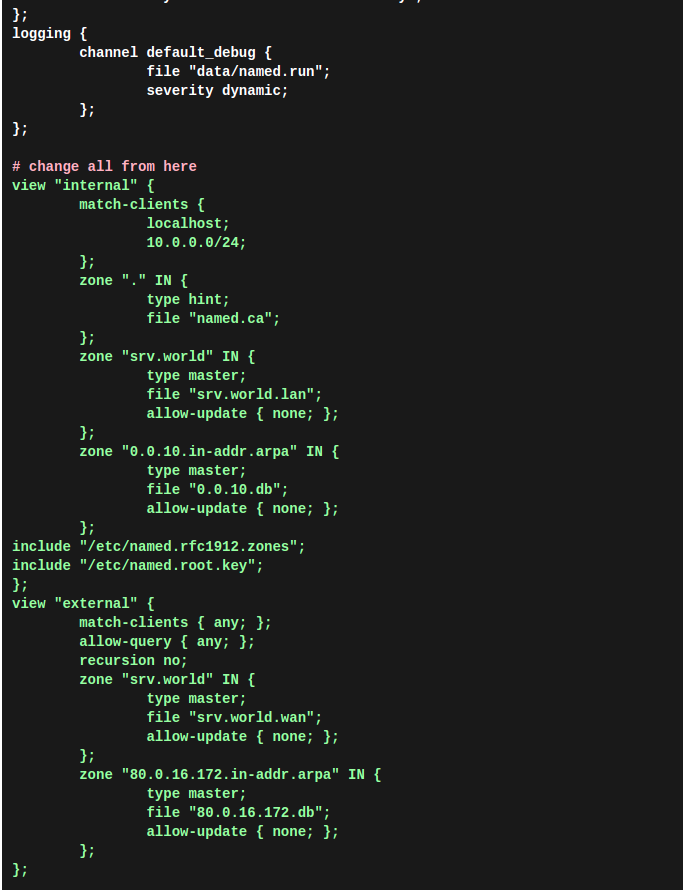 };
logging {
        channel default_debug {
                file "data/named.run";
                severity dynamic;
        };
};

# change all from here
view "internal" {
        match-clients {
                localhost;
                10.0.0.0/24;
        };
        zone "." IN {
                type hint;
                file "named.ca";
        };
        zone "srv.world" IN {
                type master;
                file "srv.world.lan";
                allow-update { none; };
        };
        zone "0.0.10.in-addr.arpa" IN {
                type master;
                file "0.0.10.db";
                allow-update { none; };
        };
include "/etc/named.rfc1912.zones";
include "/etc/named.root.key";
};
view "external" {
        match-clients { any; };
        allow-query { any; };
        recursion no;
        zone "srv.world" IN {
                type master;
                file "srv.world.wan";
                allow-update { none; };
        };
        zone "80.0.16.172.in-addr.arpa" IN {
                type master;
                file "80.0.16.172.db";
                allow-update { none; };
        };
};